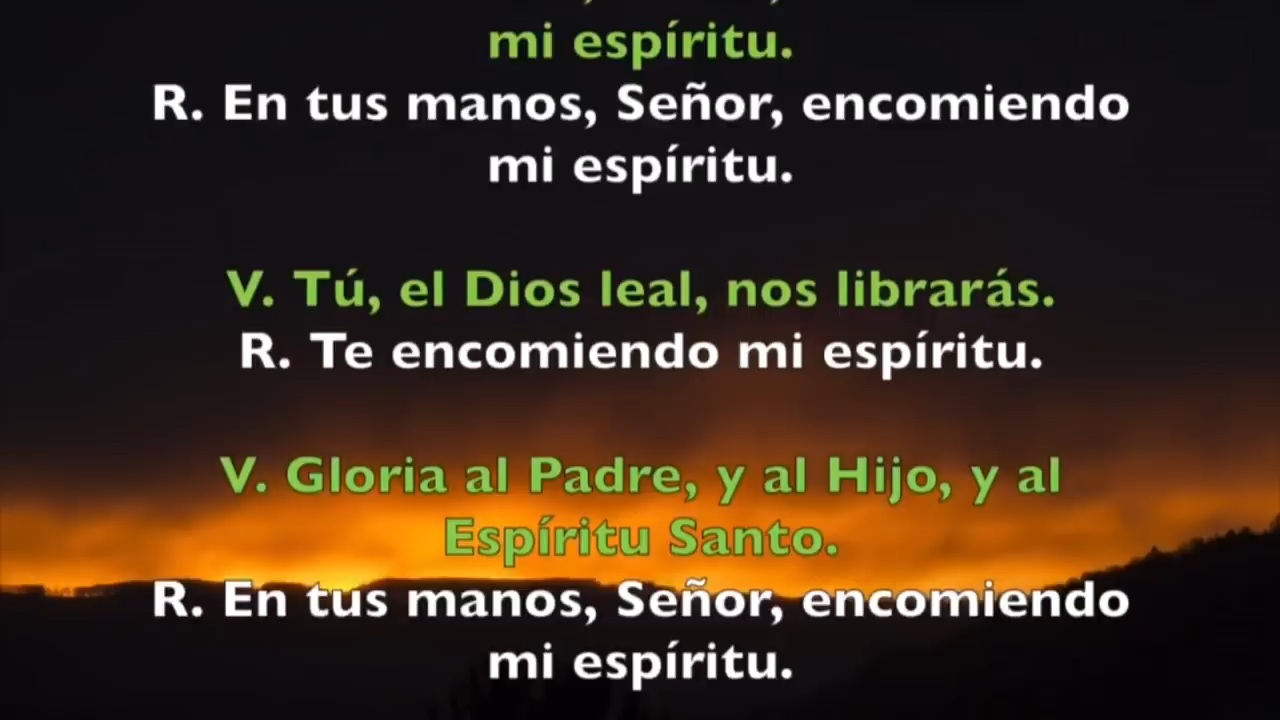 mi espíritu.
R. En tus manos, Señor, encomiendo
mi espíritu.
V. Tú, el Dios leal, nos librarás.
R. Te encomiendo mi espíritu.
V. Gloria al Padre, y al Hijo, y al
Espíritu Santo.
R. En tus manos, Señor, encomiendo
mi espíritu.